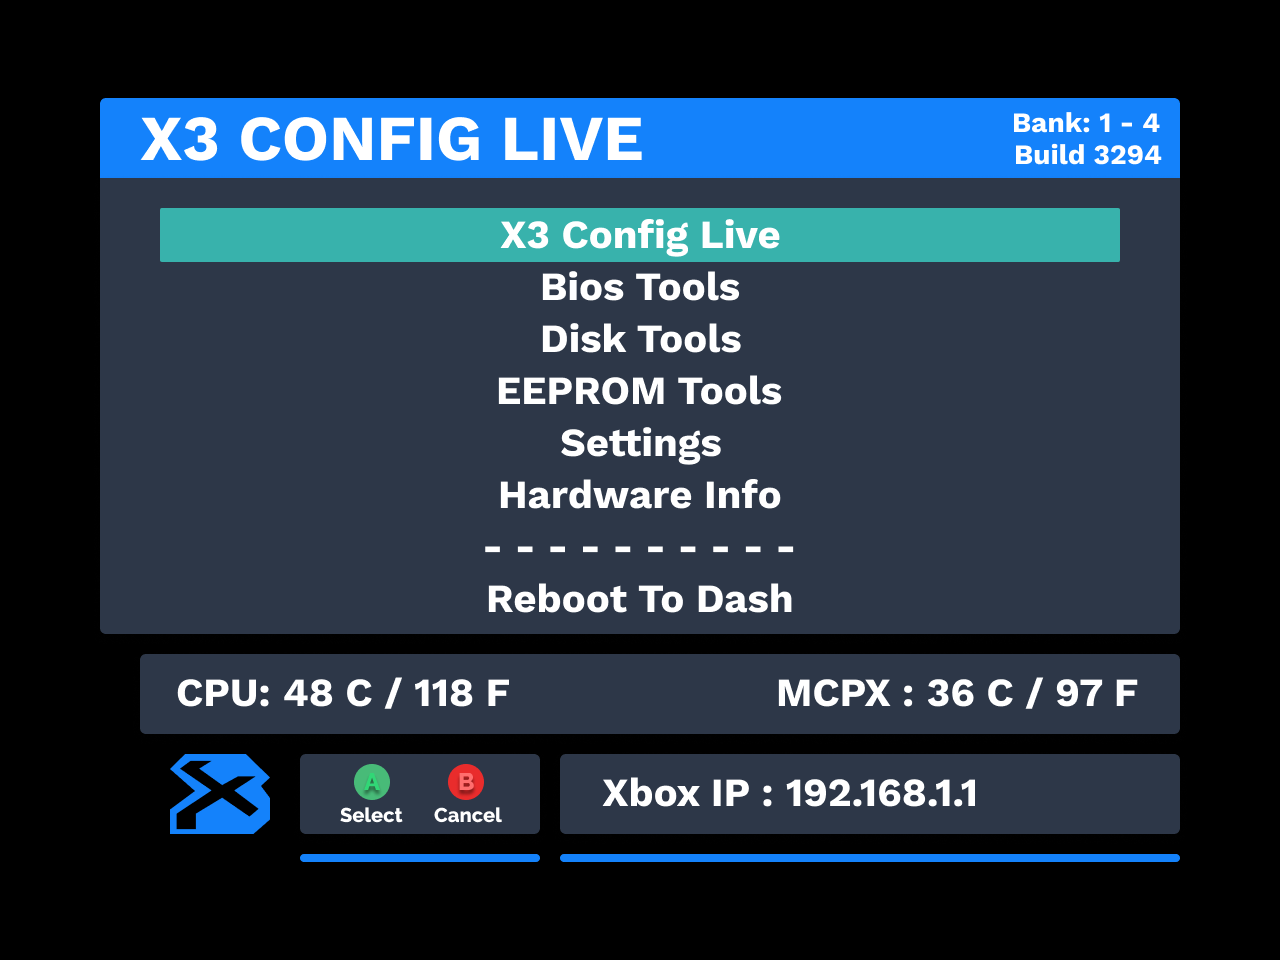 X3 CONFIG LIVE
Bank: 1 - 4
Build 3294
X3 Config Live
Bios Tools
Disk Tools
EEPROM Tools
Settings
Hardware Info
- - - - - - - - - -
Reboot To Dash
CPU: 48 C / 118 F
MCPX : 36 C / 97 F
A B
Select Cancel
Xbox IP : 192.168.1.1